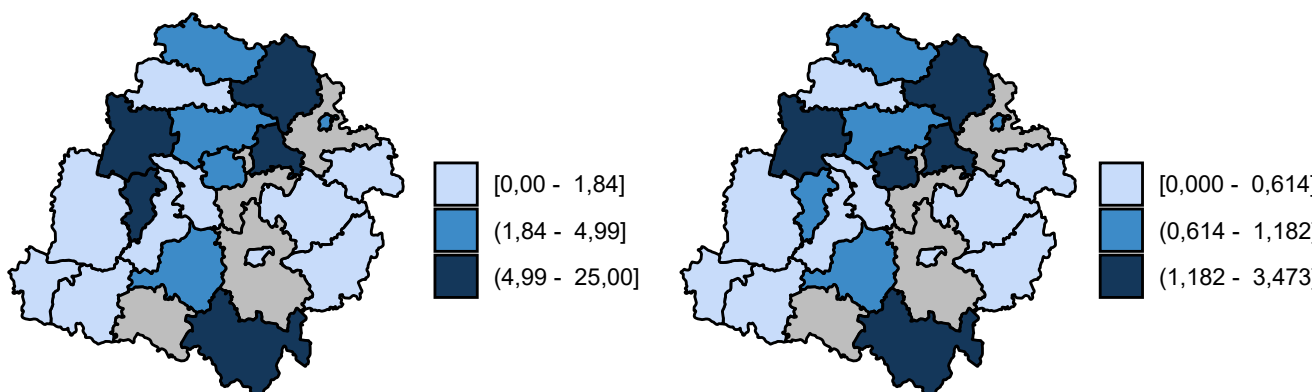 [0,00 - 1,84]
(1,84 - 4,99]
(4,99 - 25,00]
[0,000 - 0,614]
(0,614 - 1,182]
(1,182 - 3,473]